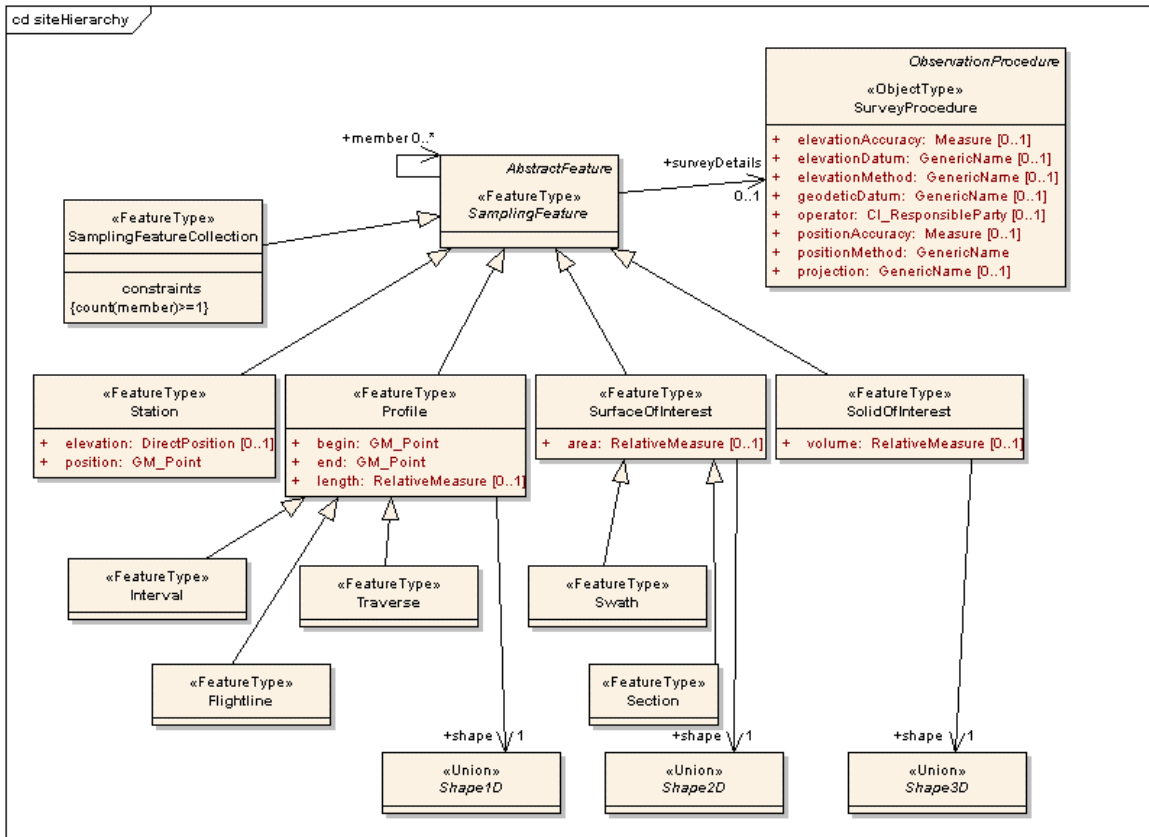 cd siteHierarchy
ObservationProcedure
«ObjectType»
SurveyProcedure
+ elevationAccuracy: Measure [0..1]
+ elevationDatum: GenericName [0..1]
+ elevationMethod: GenericName [0..1]
+ geodeticDatum: GenericName [0..1]
+ operator: CI_ResponsibleParty [0..1]
+ positionAccuracy: Measure [0..1]
+ positionMethod: GenericName
+ projection: GenericName [0..1]
+member 0..*
AbstractFeature
«FeatureType»
SamplingFeature
+surveyDetails
0..1
«FeatureType»
SamplingFeatureCollection
constraints
{count(member)>=1}
«FeatureType»
Station
+ elevation: DirectPosition [0..1]
+ position: GM_Point
«FeatureType»
Profile
+ begin: GM_Point
+ end: GM_Point
+ length: RelativeMeasure [0..1]
«FeatureType»
SurfaceOfInterest
+ area: RelativeMeasure [0..1]
«FeatureType»
SolidOfInterest
+ volume: RelativeMeasure [0..1]
«FeatureType»
Interval
«FeatureType»
Traverse
«FeatureType»
Swath
«FeatureType»
Flightline
«FeatureType»
Section
+shape 1
+shape 1
+shape 1
«Union»
Shape1D
«Union»
Shape2D
«Union»
Shape3D